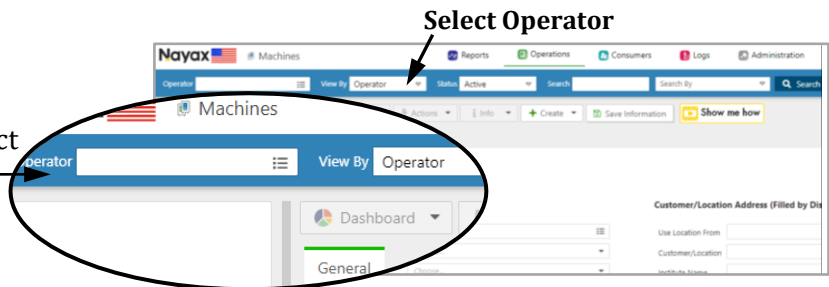 Select Operator
Nayax Machines Reports Operations Consumers Logs Administration
Operator View By Operator Status Active Search Search By Search
Machines Actions Info Create Save Information Show me how
ct
perator View By Operator
Customer/Location Address (Filled by Dis
Dashboard
Use Location From
Customer/Location
General Choose... Institute Name